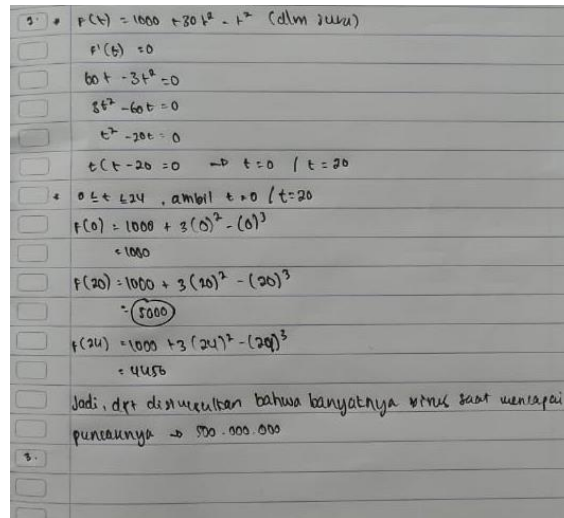 2. • F(t) = 1000 + 30t² - t³ (dlm juta)
F'(t) = 0
60t - 3t² = 0
3t² - 60t = 0
t² - 20t = 0
t(t - 20 = 0 → t = 0 / t = 20
• 0 ≤ t ≤ 24 , ambil t = 0 / t = 20
F(0) = 1000 + 3(0)² - (0)³
= 1000
F(20) = 1000 + 3(20)² - (20)³
= 5000
F(24) = 1000 + 3(24)² - (24)³
= 4456
Jadi, dpt disimpulkan bahwa banyaknya virus saat mencapai
puncaknya → 500.000.000
3.